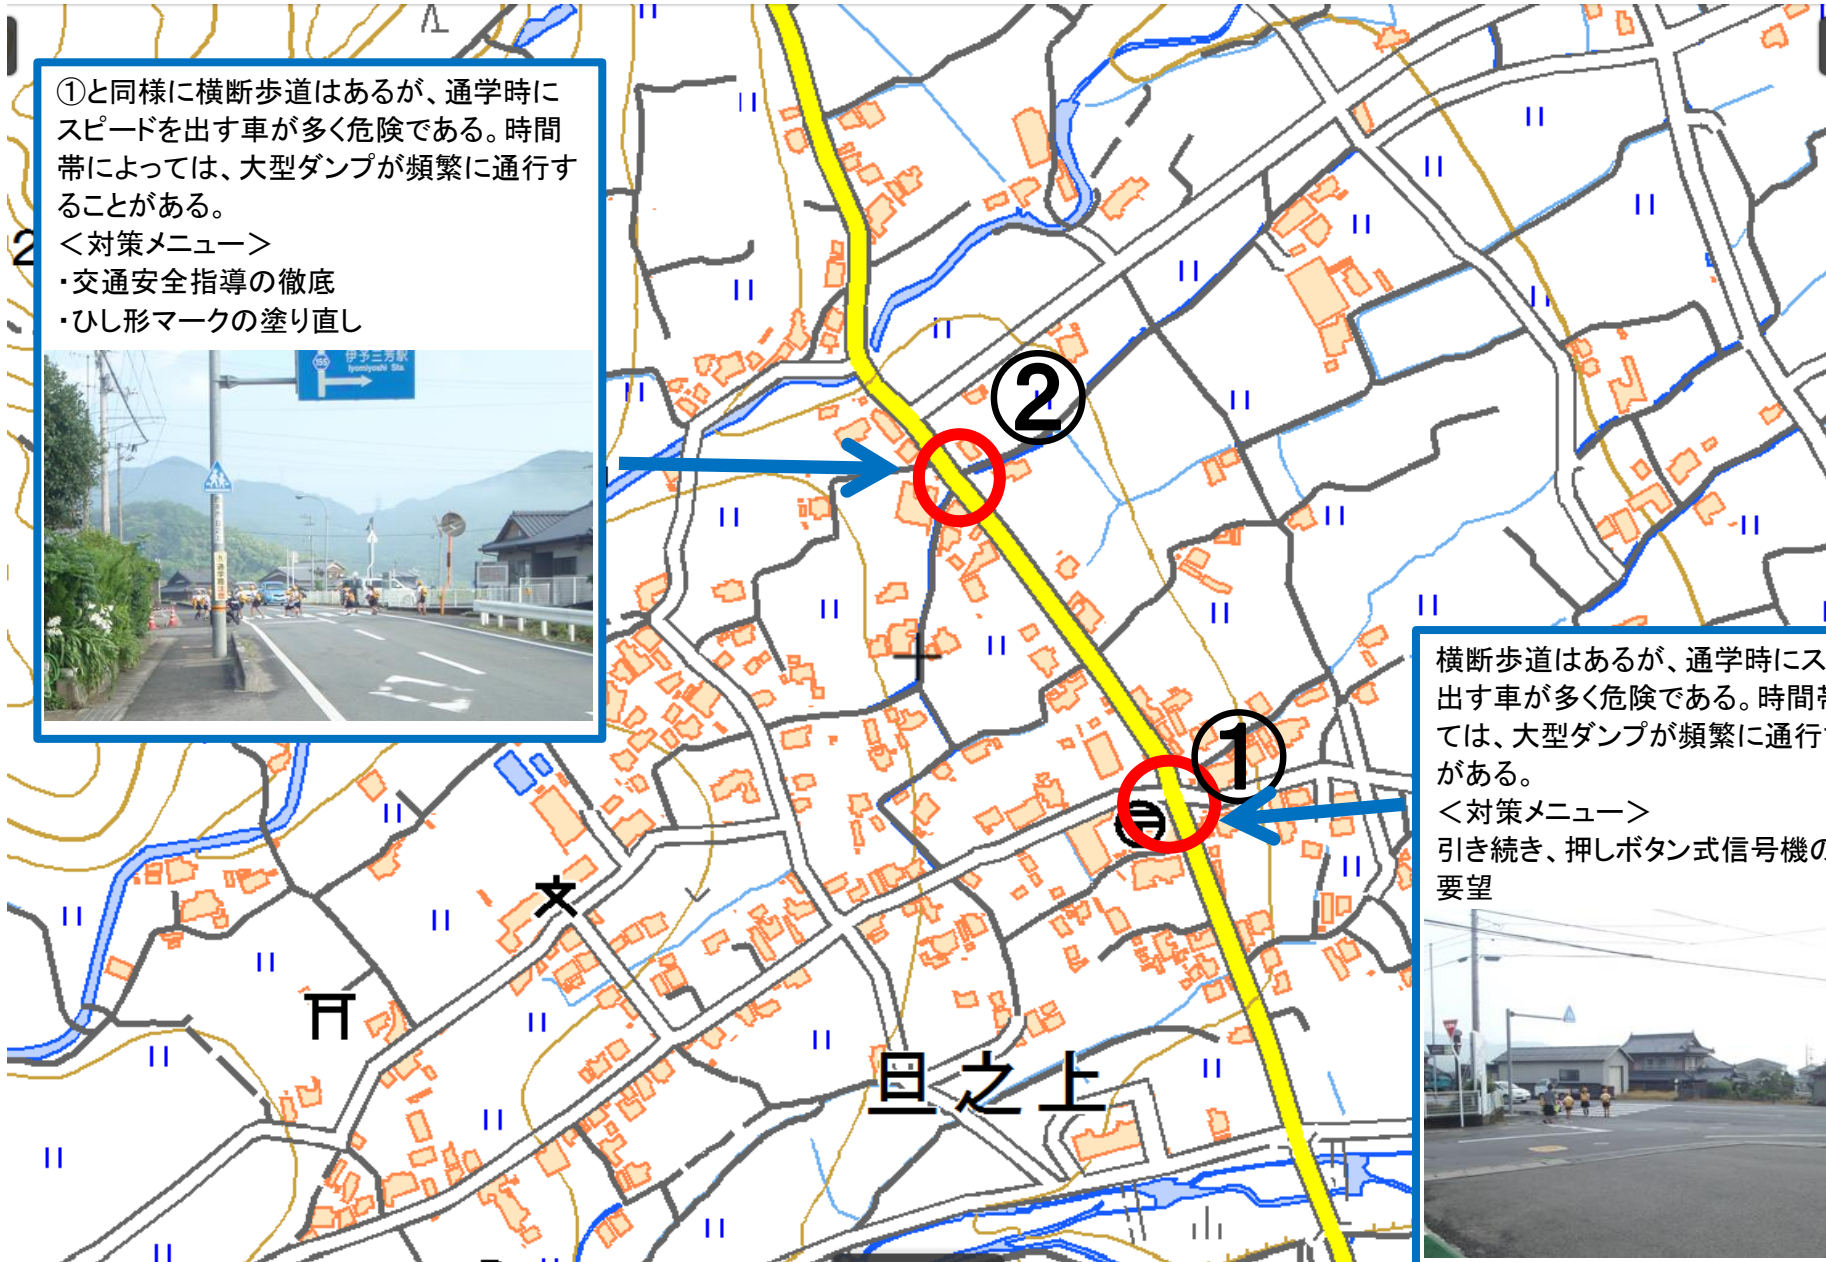 ①と同様に横断歩道はあるが、通学時に
スピードを出す車が多く危険である。時間
帯によっては、大型ダンプが頻繁に通行す
ることがある。
＜対策メニュー＞
・交通安全指導の徹底
・ひし形マークの塗り直し
155
伊予三芳駅
Iyomiyoshi Sta
2
②
①
横断歩道はあるが、通学時にス
出す車が多く危険である。時間帯
ては、大型ダンプが頻繁に通行
がある。
＜対策メニュー＞
引き続き、押しボタン式信号機の
要望
文
旦之上